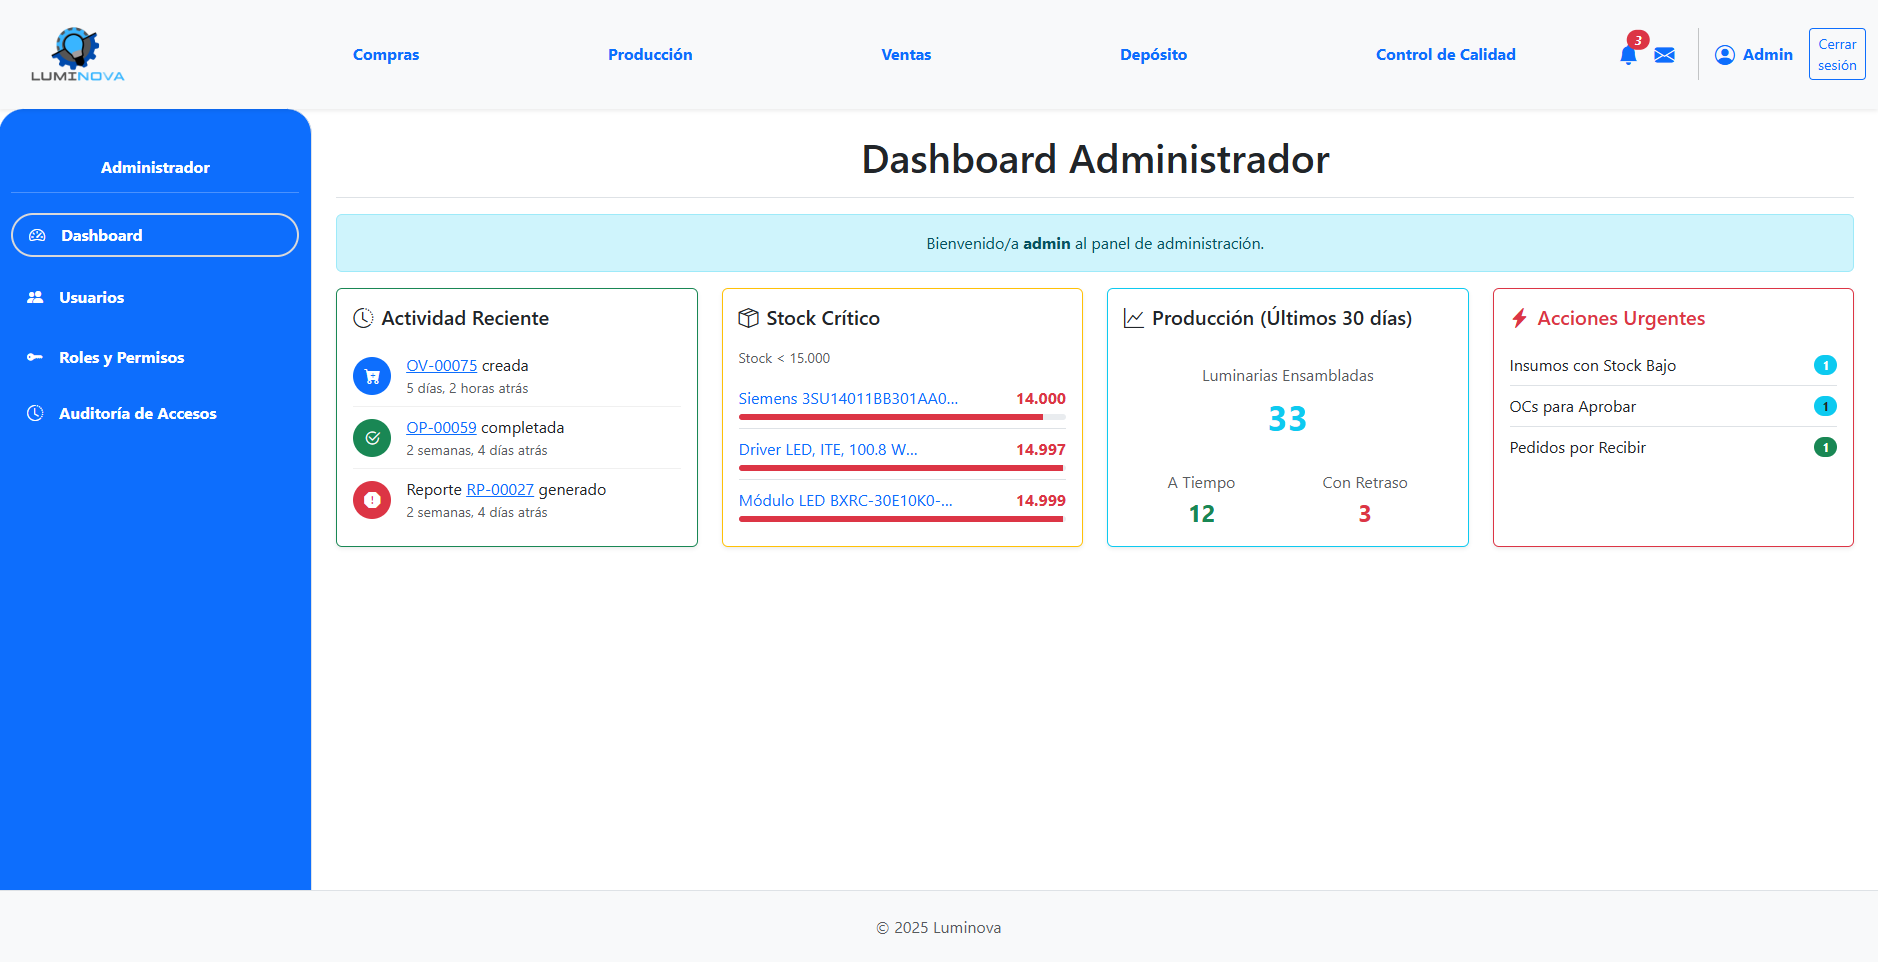 LUMINOVA
Compras
Producción
Ventas
Depósito
Control de Calidad
3
Admin
Cerrar
sesión
Administrador
Dashboard
Usuarios
Roles y Permisos
Auditoría de Accesos
Dashboard Administrador
Bienvenido/a admin al panel de administración.
Actividad Reciente
OV-00075 creada
5 días, 2 horas atrás
OP-00059 completada
2 semanas, 4 días atrás
Reporte RP-00027 generado
2 semanas, 4 días atrás
Stock Crítico
Stock < 15.000
Siemens 3SU14011BB301AA0... 14.000
Driver LED, ITE, 100.8 W... 14.997
Módulo LED BXRC-30E10K0-... 14.999
Producción (Últimos 30 días)
Luminarias Ensambladas
33
A Tiempo
12
Con Retraso
3
Acciones Urgentes
Insumos con Stock Bajo 1
OCs para Aprobar 1
Pedidos por Recibir 1
© 2025 Luminova